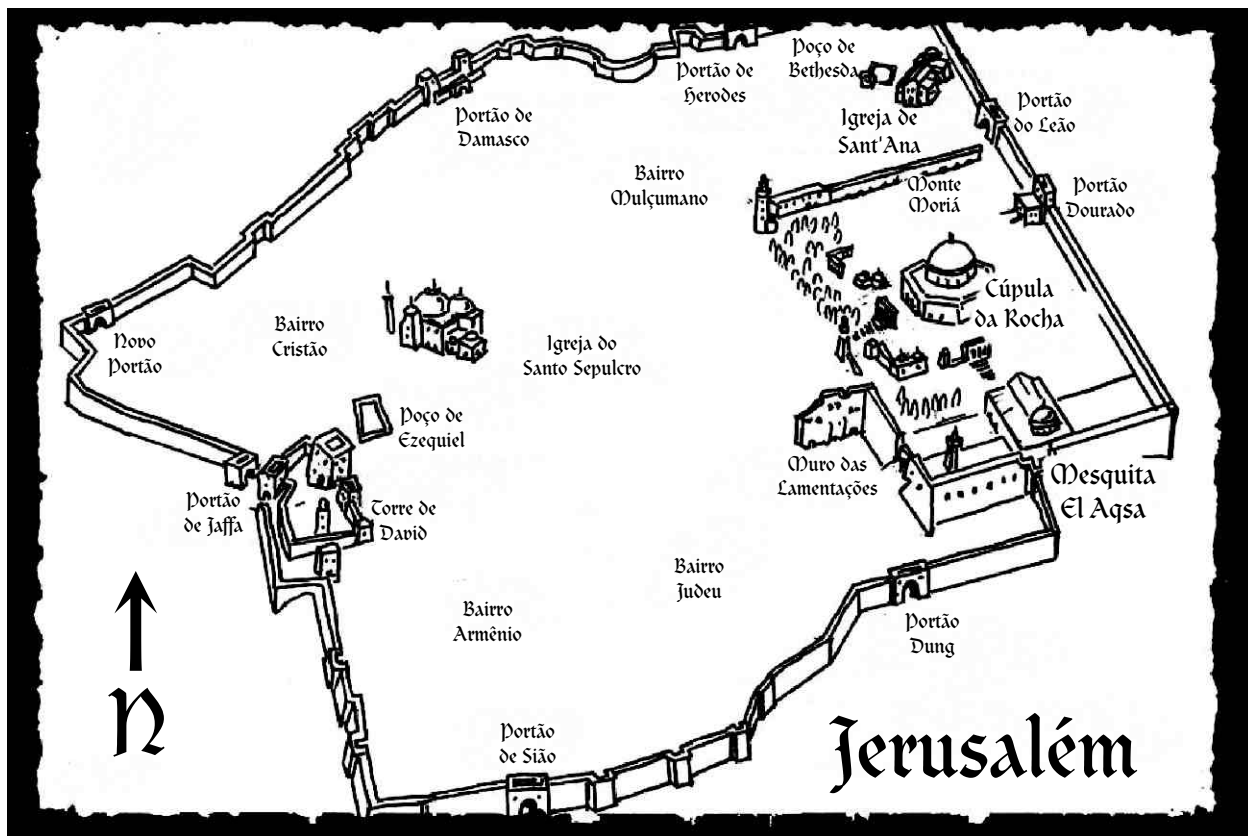 Poço de
Bethesda
Portão de
Herodes
Portão de
Damasco
Igreja de
Sant'Ana
Portão
do Leão
Bairro
Mulçumano
Monte
Moriá
Portão
Dourado
Cúpula
da Rocha
Novo
Portão
Bairro
Cristão
Igreja do
Santo Sepulcro
Poço de
Ezequiel
Muro das
Lamentações
Mesquita
El Aqsa
Portão
de Jaffa
Torre de
David
Bairro
Judeu
Bairro
Armênio
Portão
Dung
N
Portão
de Sião
Jerusalém